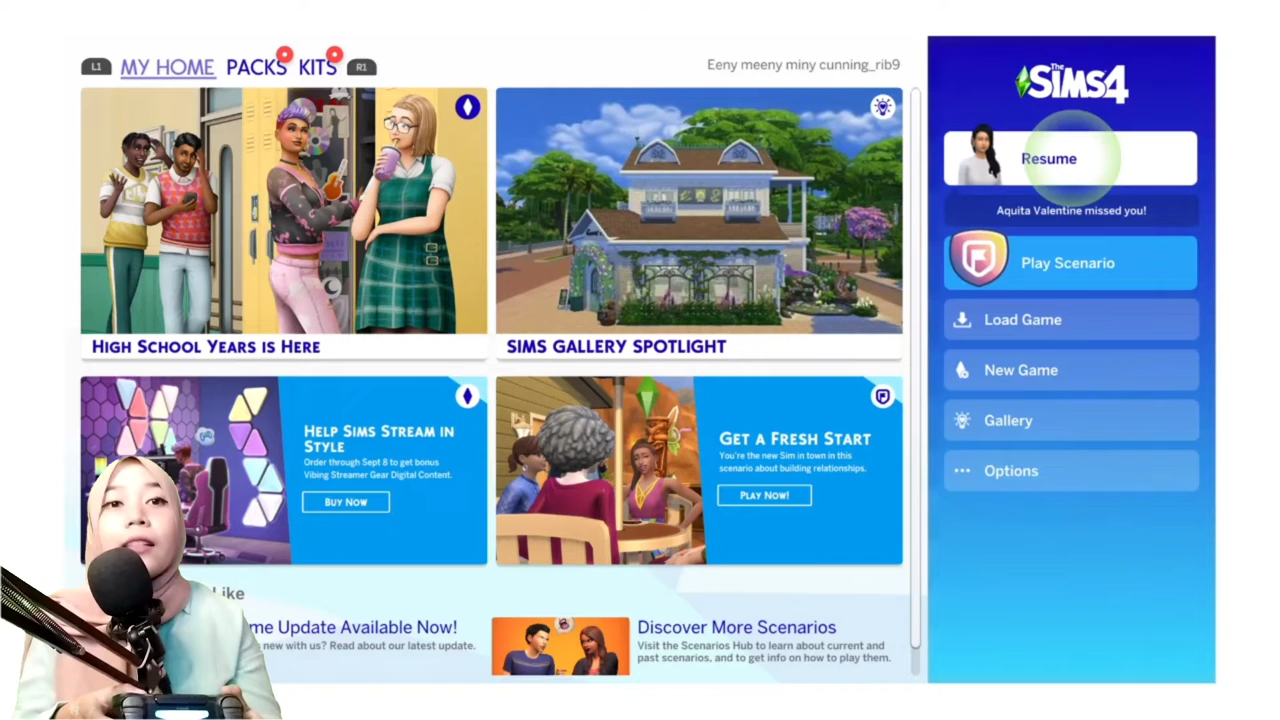 L1 MY HOME PACKS KITS R1
Eeny meeny miny cunning_rib9
HIGH SCHOOL YEARS IS HERE
SIMS GALLERY SPOTLIGHT
HELP SIMS STREAM IN
STYLE
Order through Sept 8 to get bonus
Vibing Streamer Gear Digital Content.
BUY NOW
GET A FRESH START
You're the new Sim in town in this
scenario about building relationships.
PLAY NOW!
Like
me Update Available Now!
new with us? Read about our latest update.
Discover More Scenarios
Visit the Scenarios Hub to learn about current and
past scenarios, and to get info on how to play them.
The SIMS 4
Resume
Aquita Valentine missed you!
Play Scenario
Load Game
New Game
Gallery
Options